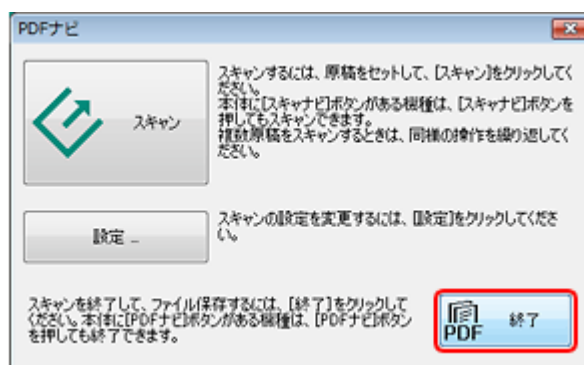 PDFナビ
スキャン
スキャンするには、原稿をセットして、[スキャン]をクリックしてく
ださい。
本体に[スキャナビ]ボタンがある機種は、[スキャナビ]ボタンを
押してもスキャンできます。
複数原稿をスキャンするときは、同様の操作を繰り返してく
ださい。
設定 ...
スキャンの設定を変更するには、[設定]をクリックしてくださ
い。
スキャンを終了して、ファイル保存するには、[終了]をクリックして
ください。本体に[PDFナビ]ボタンがある機種は、[PDFナビ]ボタン
を押しても終了できます。
PDF
終了